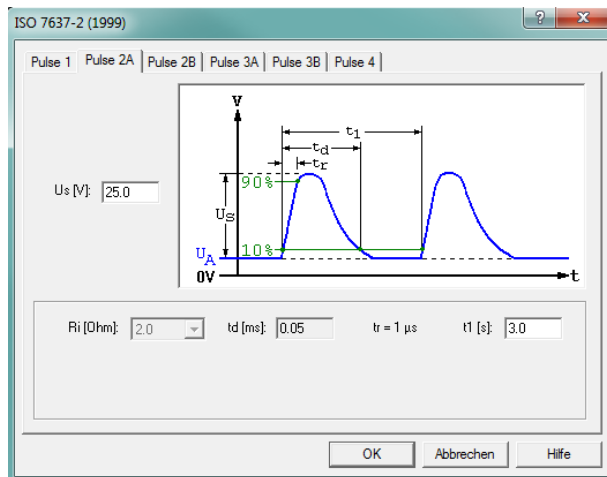 ISO 7637-2 (1999)
Pulse 1 Pulse 2A Pulse 2B Pulse 3A Pulse 3B Pulse 4
Us [V]: 25.0
V
t1
td
tr
90%
US
10%
UA
0V
t
Ri [Ohm]: 2.0 td [ms]: 0.05 tr = 1 µs t1 [s]: 3.0
OK Abbrechen Hilfe